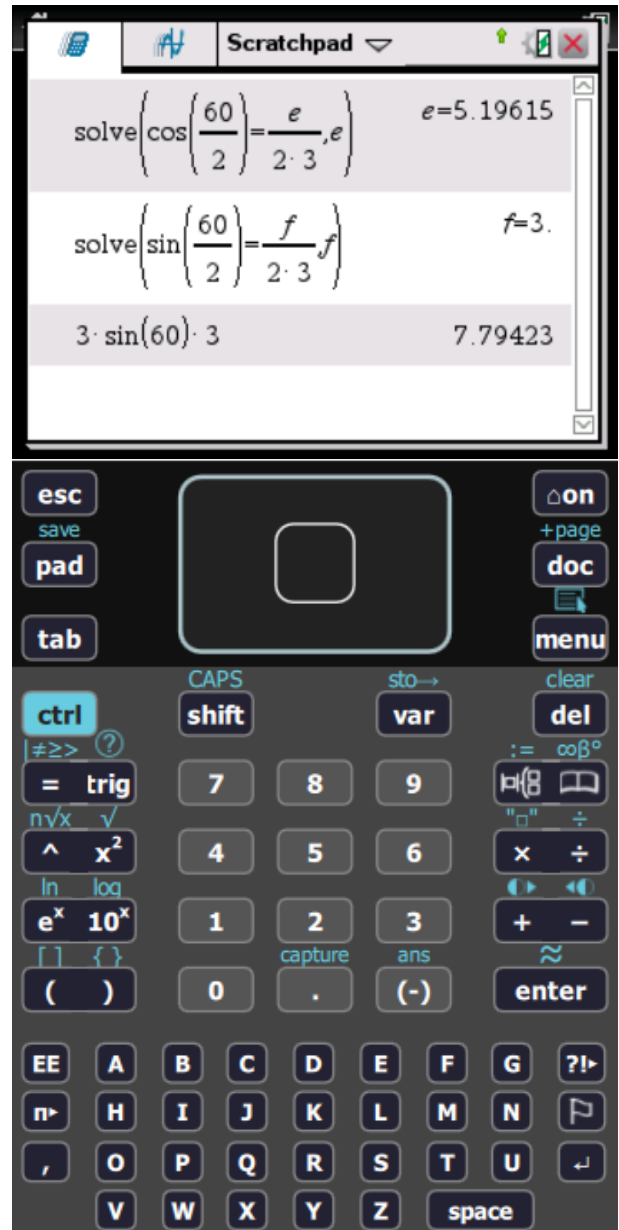 Scratchpad
solve(cos(60/2)=e/(2·3),e) e=5.19615
solve(sin(60/2)=f/(2·3),f) f=3.
3·sin(60)·3 7.79423
esc ⌂on
save +page
pad doc
tab menu
CAPS sto→ clear
ctrl shift var del
|≠≥> ? := ∞β°
= trig 7 8 9
n√x √ "□" ÷
^ x² 4 5 6 × ÷
ln log
eˣ 10ˣ 1 2 3 + −
[ ] { } capture ans ≈
( ) 0 . (-) enter
EE A B C D E F G ?!▸
π▸ H I J K L M N
, O P Q R S T U ↵
V W X Y Z space